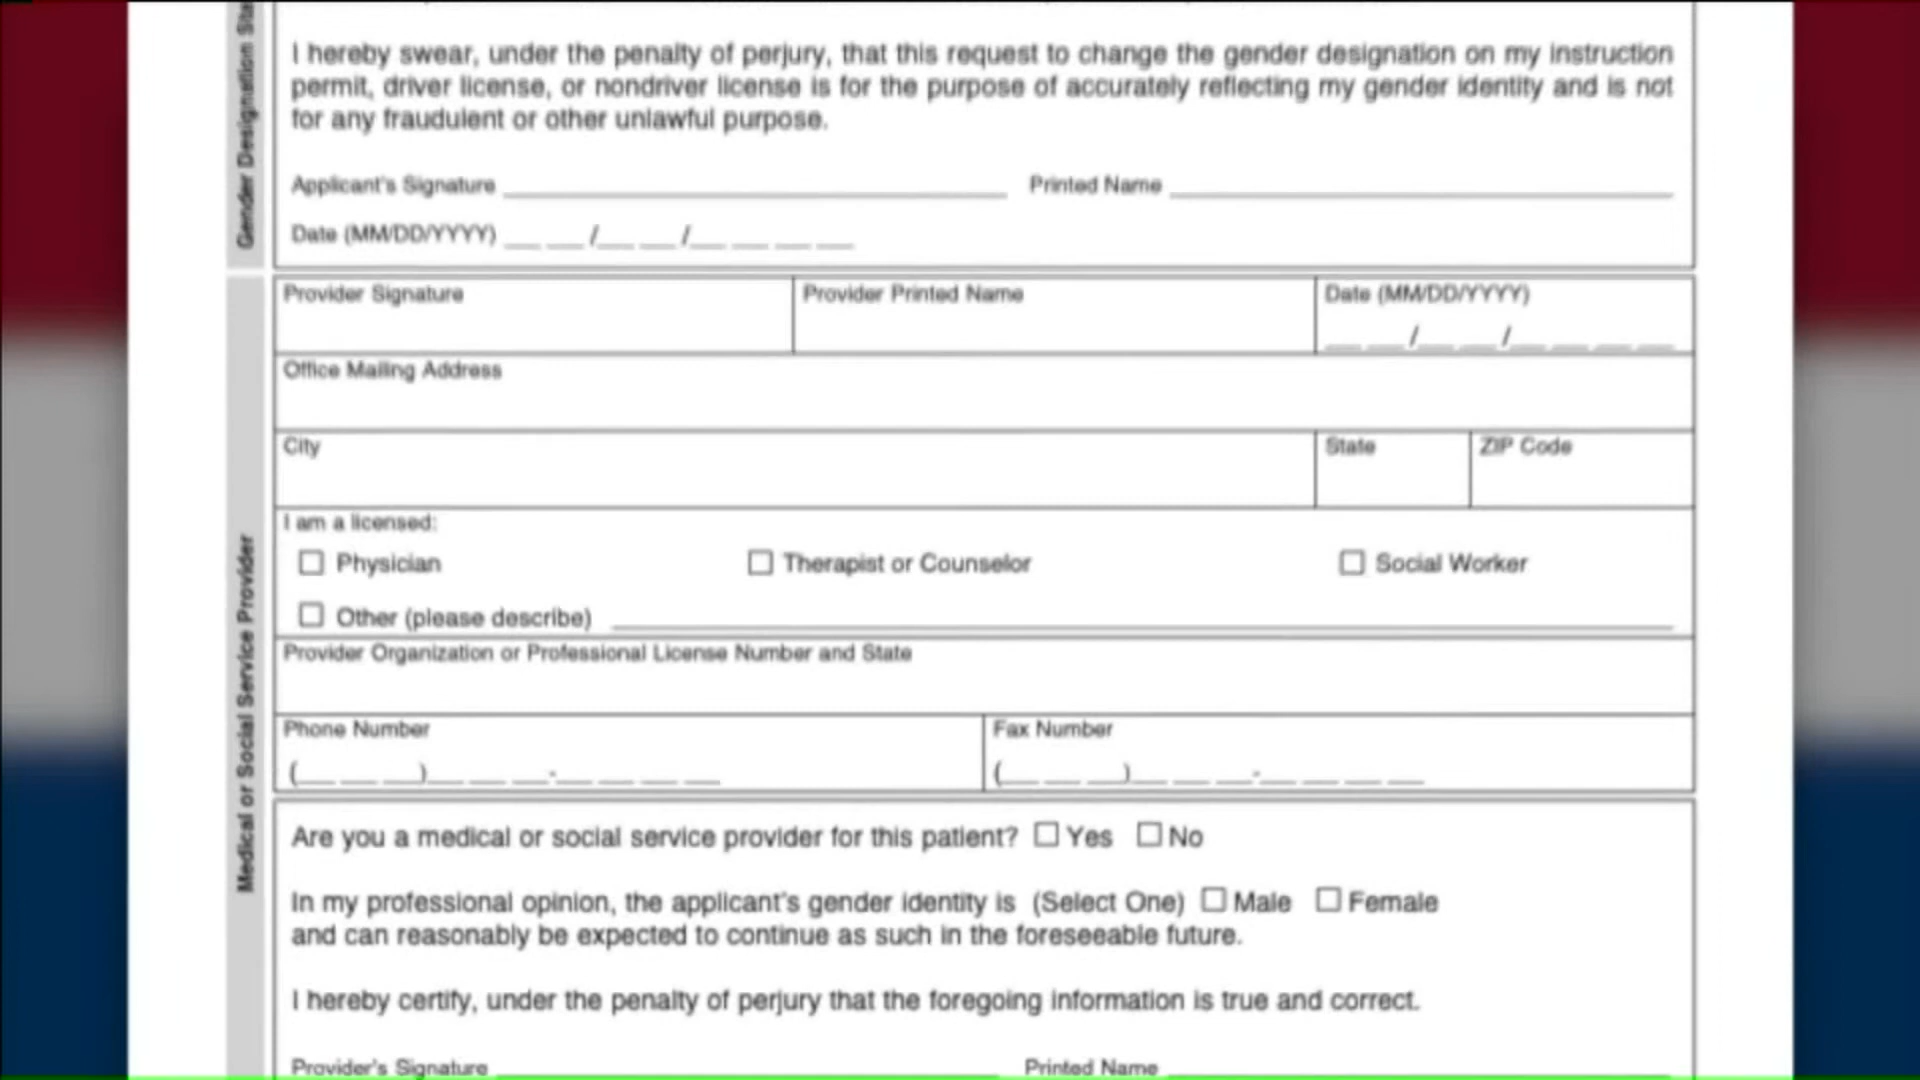 Gender Designation
I hereby swear, under the penalty of perjury, that this request to change the gender designation on my instruction
permit, driver license, or nondriver license is for the purpose of accurately reflecting my gender identity and is not
for any fraudulent or other unlawful purpose.
Applicant's Signature Printed Name
Date (MM/DD/YYYY) / /
Medical or Social Service Provider
Provider Signature Provider Printed Name Date (MM/DD/YYYY)
/ /
Office Mailing Address
City State ZIP Code
I am a licensed:
☐ Physician ☐ Therapist or Counselor ☐ Social Worker
☐ Other (please describe)
Provider Organization or Professional License Number and State
Phone Number Fax Number
( ) - ( ) -
Are you a medical or social service provider for this patient? ☐ Yes ☐ No
In my professional opinion, the applicant's gender identity is (Select One) ☐ Male ☐ Female
and can reasonably be expected to continue as such in the foreseeable future.
I hereby certify, under the penalty of perjury that the foregoing information is true and correct.
Provider's Signature Printed Name